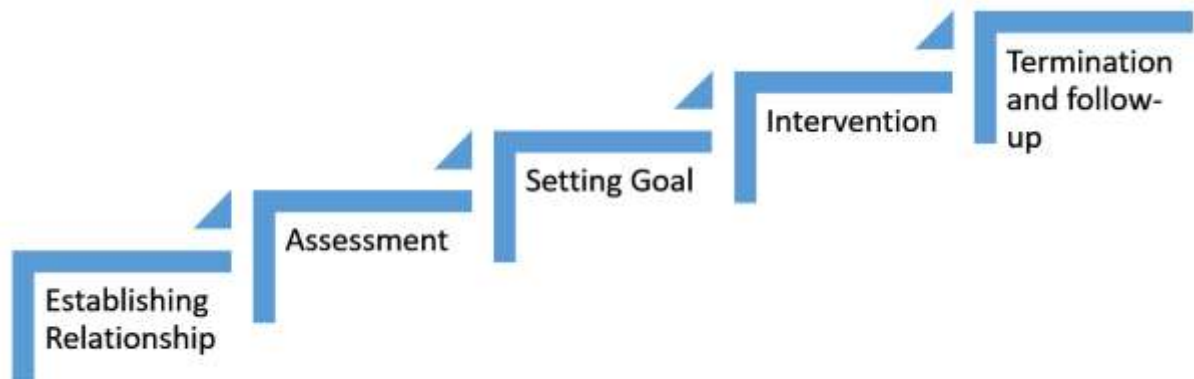 Establishing
Relationship
Assessment
Setting Goal
Intervention
Termination
and follow-
up